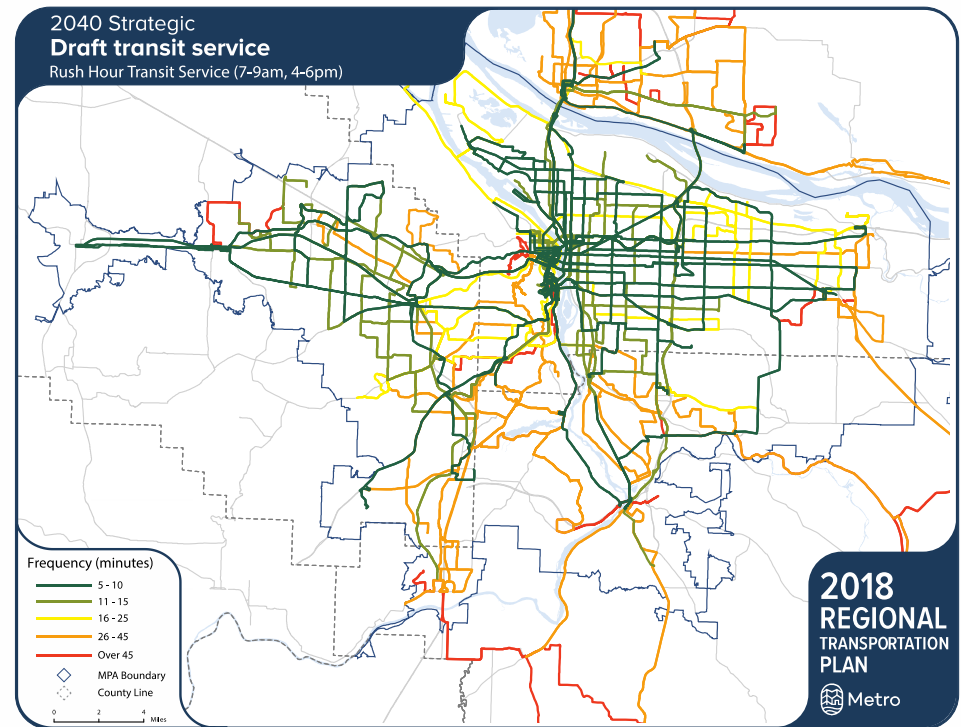 2040 Strategic
Draft transit service
Rush Hour Transit Service (7-9am, 4-6pm)
Frequency (minutes)
5 - 10
11 - 15
16 - 25
26 - 45
Over 45
MPA Boundary
County Line
0 2 4
Miles
2018
REGIONAL
TRANSPORTATION
PLAN
Metro